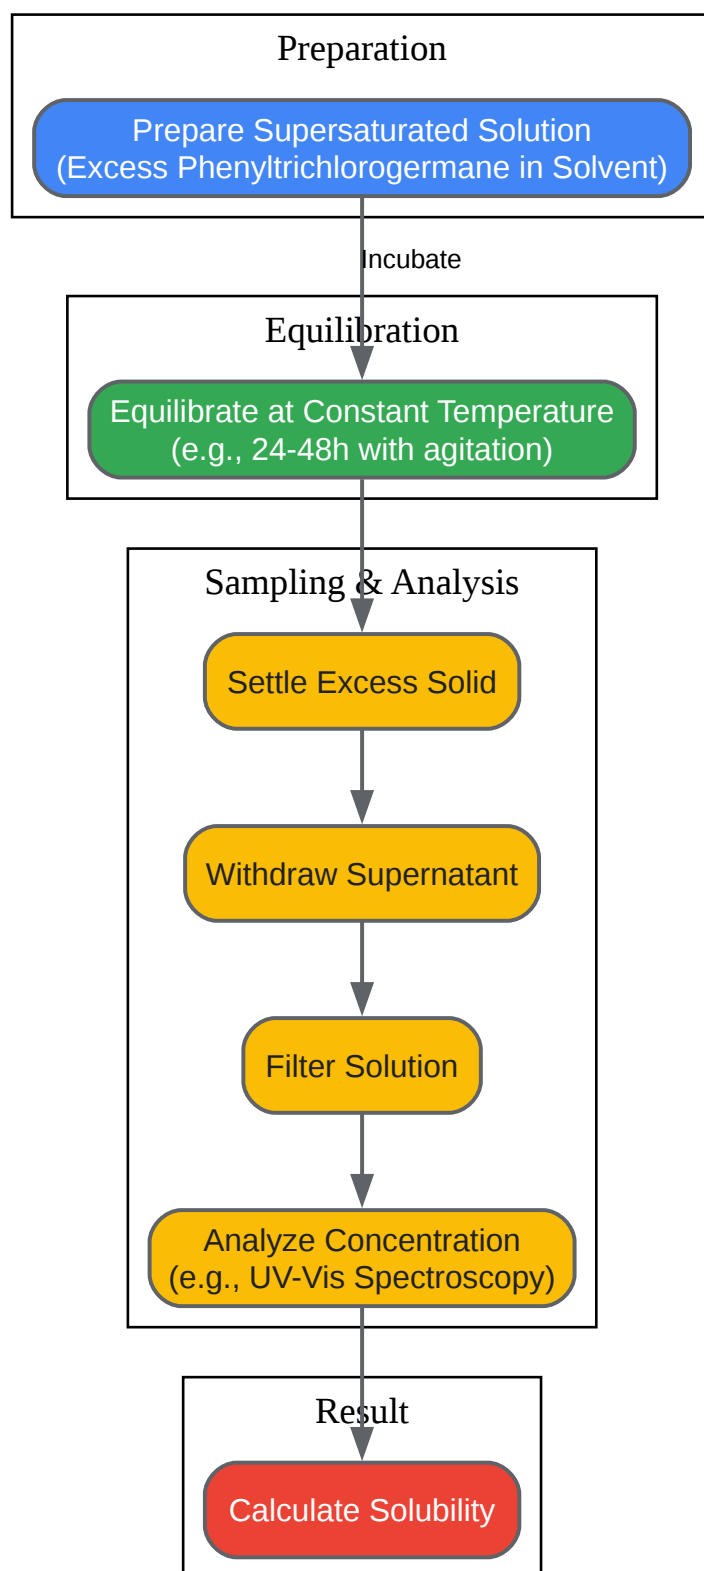 Preparation
Prepare Supersaturated Solution
(Excess Phenyltrichlorogermane in Solvent)
Incubate
Equilibration
Equilibrate at Constant Temperature
(e.g., 24-48h with agitation)
Sampling & Analysis
Settle Excess Solid
Withdraw Supernatant
Filter Solution
Analyze Concentration
(e.g., UV-Vis Spectroscopy)
Result
Calculate Solubility